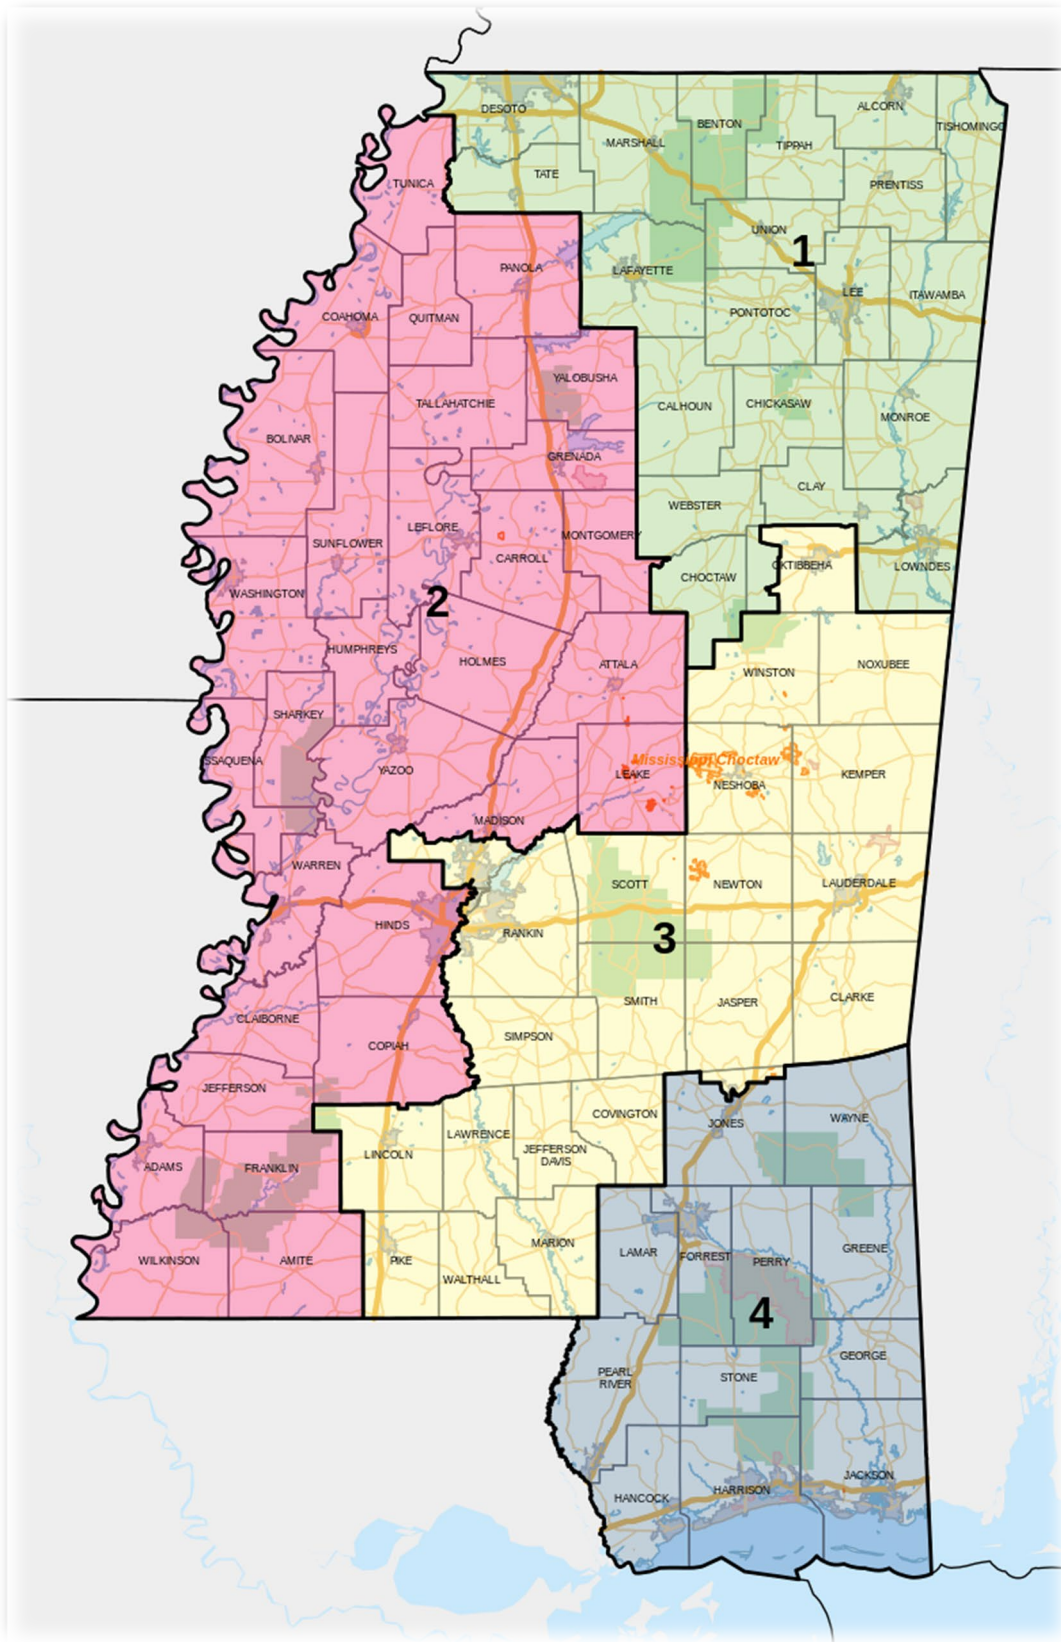 DESOTO
ALCORN
BENTON
TISHOMINGO
MARSHALL
TIPPAH
TATE
TUNICA
PRENTISS
UNION
1
PANOLA
LAFAYETTE
LEE
ITAWAMBA
COAHOMA
QUITMAN
PONTOTOC
YALOBUSHA
TALLAHATCHIE
CALHOUN
CHICKASAW
MONROE
BOLIVAR
GRENADA
CLAY
WEBSTER
LEFLORE
MONTGOMERY
SUNFLOWER
CARROLL
OKTIBBEHA
LOWNDES
CHOCTAW
WASHINGTON
2
HUMPHREYS
HOLMES
ATTALA
WINSTON
NOXUBEE
SHARKEY
SSAQUENA
YAZOO
Mississippi Choctaw
LEAKE
NESHOBA
KEMPER
MADISON
WARREN
SCOTT
NEWTON
LAUDERDALE
HINDS
RANKIN
3
SMITH
JASPER
CLARKE
CLAIBORNE
SIMPSON
COPIAH
JEFFERSON
COVINGTON
JONES
WAYNE
LAWRENCE
LINCOLN
JEFFERSON
DAVIS
ADAMS
FRANKLIN
MARION
LAMAR
FORREST
PERRY
GREENE
WILKINSON
AMITE
PIKE
WALTHALL
4
GEORGE
PEARL
RIVER
STONE
JACKSON
HANCOCK
HARRISON